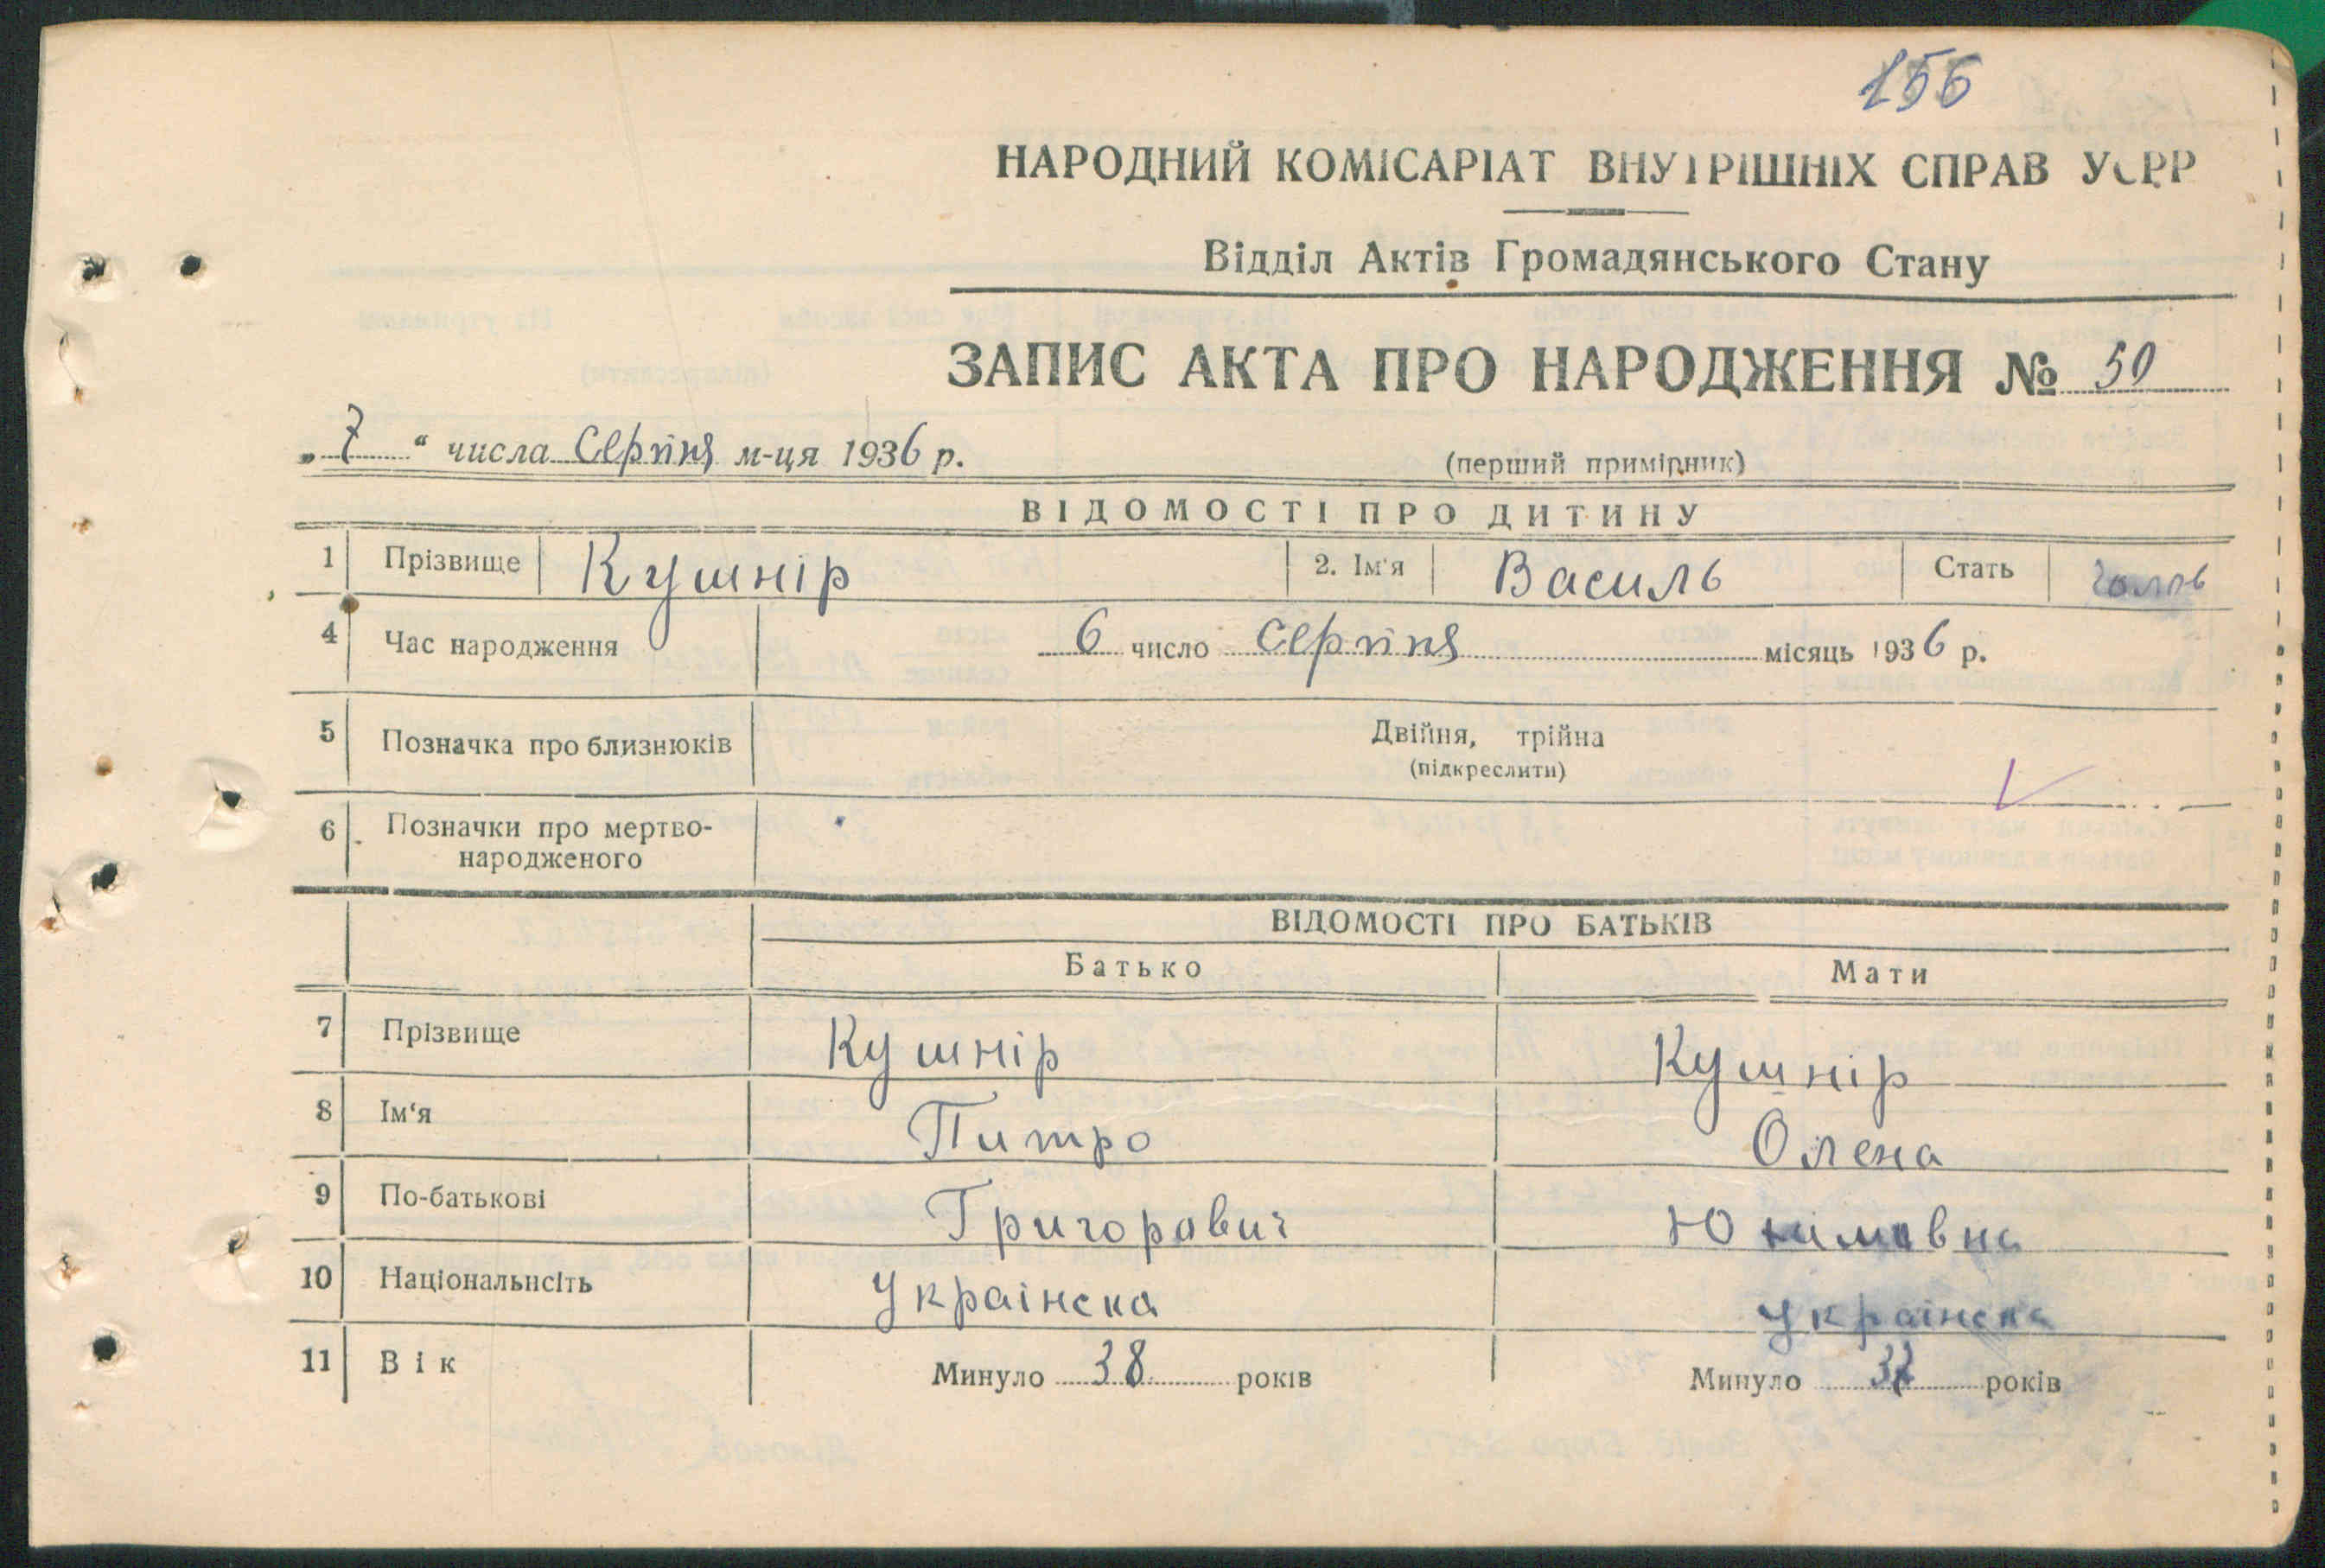 156
НАРОДНИЙ КОМІСАРІАТ ВНУТРІШНІХ СПРАВ УСРР
Відділ Актів Громадянського Стану
ЗАПИС АКТА ПРО НАРОДЖЕННЯ № 50
„7“ числа Серпня м-ця 1936 р.
(перший примірник)
ВІДОМОСТІ ПРО ДИТИНУ
1 Прізвище Кушнір 2. Ім'я Василь Стать
4 Час народження 6 число Серпня місяць 1936 р.
5 Позначка про близнюків Двійня, трійна
(підкреслити)
6 Позначки про мертво-
народженого
ВІДОМОСТІ ПРО БАТЬКІВ
Батько Мати
7 Прізвище Кушнір Кушнір
8 Ім‘я Питро Олена
9 По-батькові Григоравич
10 Національнсіть Украінска Украінска
11 Вік Минуло 38 років Минуло років